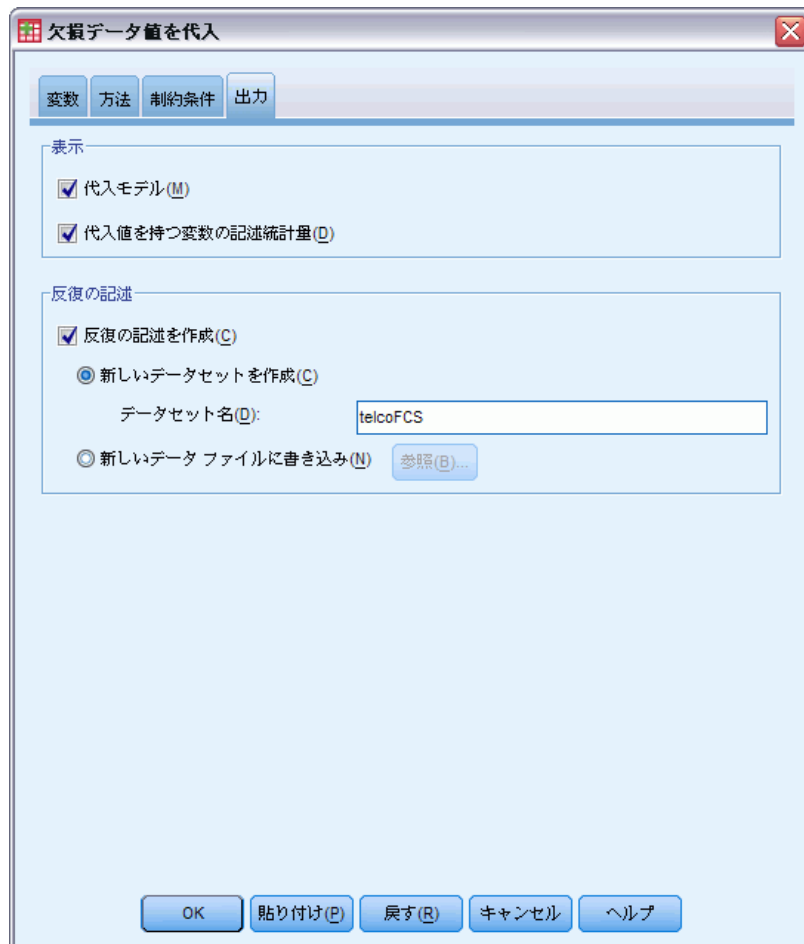 欠損データ値を代入
変数 方法 制約条件 出力
表示
代入モデル(M)
代入値を持つ変数の記述統計量(D)
反復の記述
反復の記述を作成(C)
新しいデータセットを作成(C)
データセット名(D): telcoFCS
新しいデータ ファイルに書き込み(N) 参照(B)...
OK 貼り付け(P) 戻す(R) キャンセル ヘルプ